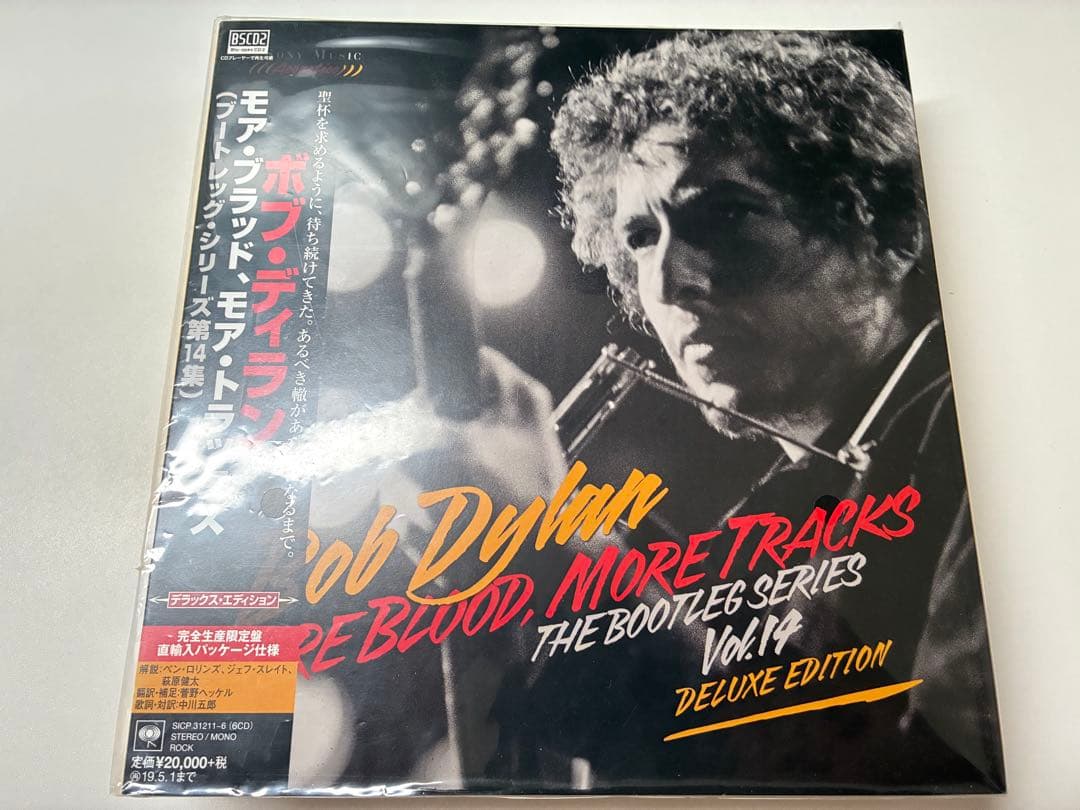 BSCD2
CDプレーヤーで再生可能
SONY MUSIC
聖杯を求めるように、待ち続けてきた。あるべき轍があ
なるまで。
ボブ・ディラン
モア・ブラッド、モア・トラ
ス
(ブートレッグ・シリーズ第14集)
Bob Dylan
RE BLOOD, MORE TRACKS
THE BOOTLEG SERIES
Vol.14
DELUXE EDITION
デラックス・エディション
完全生産限定盤
直輸入パッケージ仕様
解説:ベン・ロリンズ、ジェフ・スレイト、
萩原健太
翻訳・補足:菅野ヘッケル
歌詞・対訳:中川五郎
SICP 31211-6 (6CD)
STEREO / MONO
ROCK
定価¥20,000+税
19.5.1まで